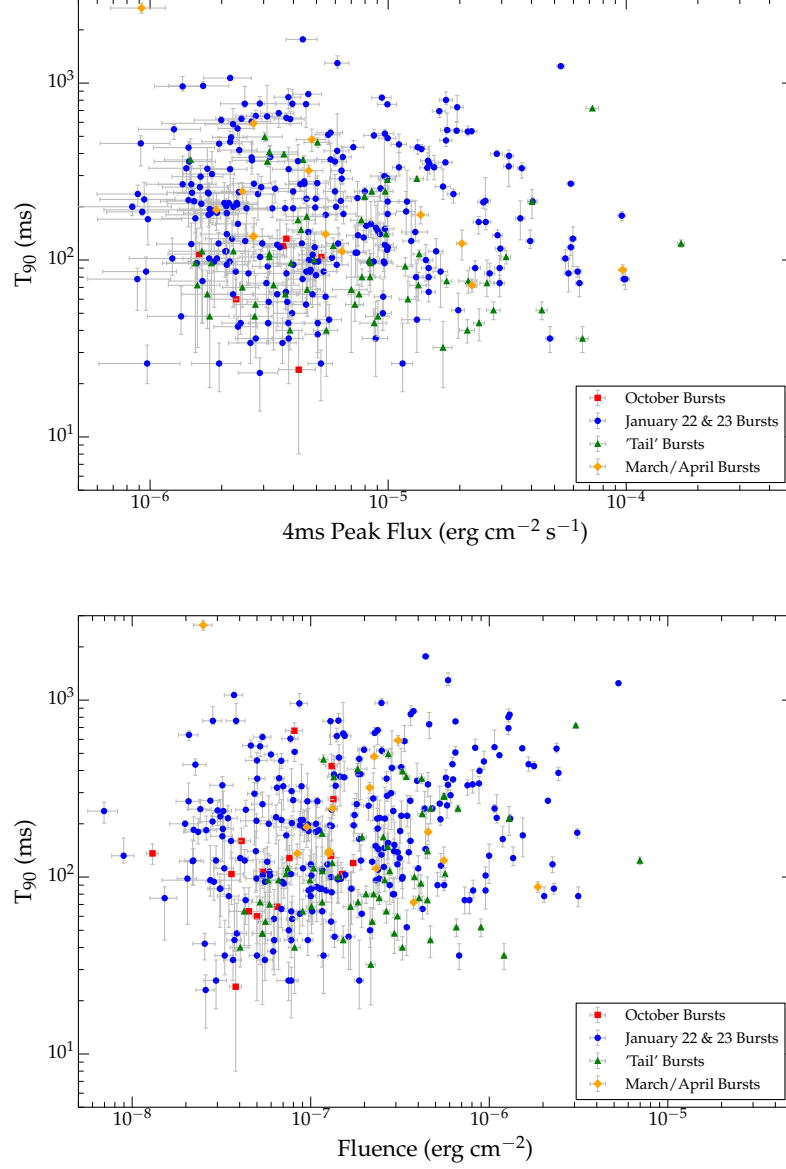 10³
10²
10¹
T₉₀ (ms)
10⁻⁶
10⁻⁵
10⁻⁴
4ms Peak Flux (erg cm⁻² s⁻¹)
October Bursts
January 22 & 23 Bursts
'Tail' Bursts
March/April Bursts
10³
10²
10¹
T₉₀ (ms)
10⁻⁸
10⁻⁷
10⁻⁶
10⁻⁵
Fluence (erg cm⁻²)
October Bursts
January 22 & 23 Bursts
'Tail' Bursts
March/April Bursts